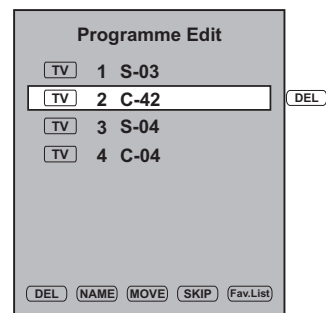 Programme Edit
TV 1 S-03
TV 2 C-42 DEL
TV 3 S-04
TV 4 C-04
DEL NAME MOVE SKIP Fav.List